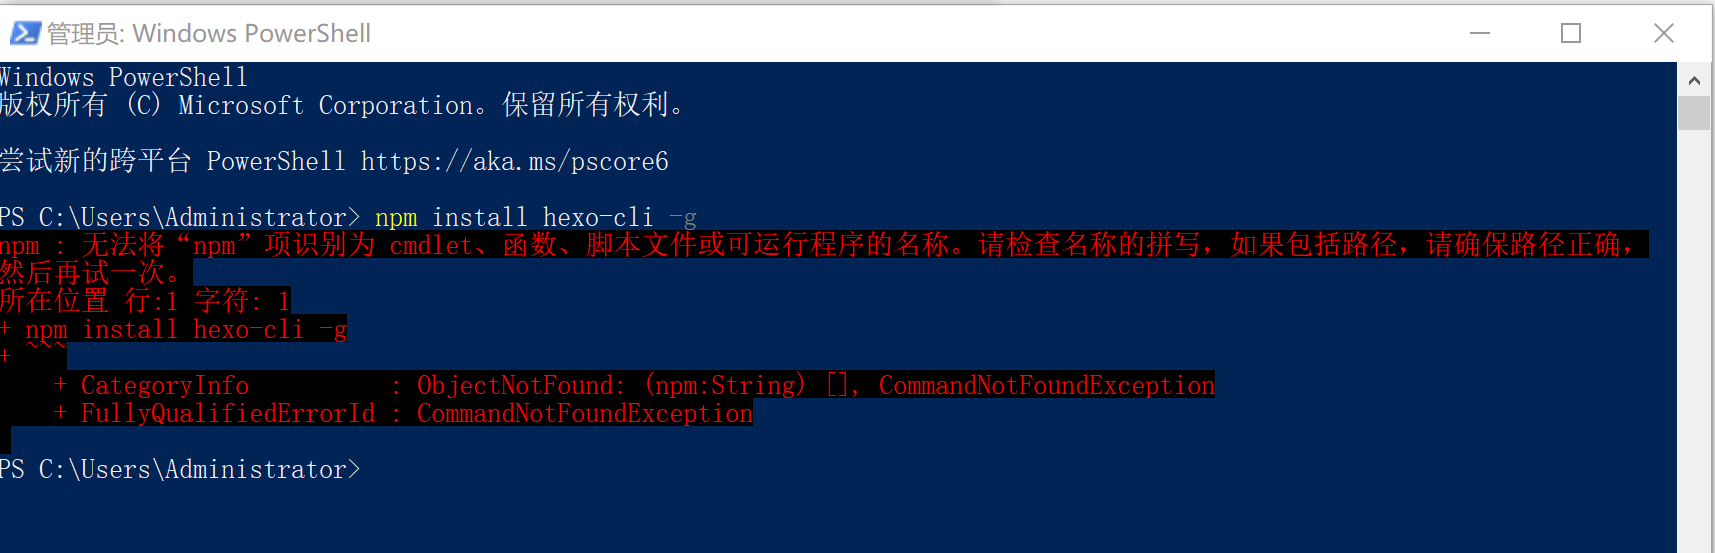 管理员: Windows PowerShell
Windows PowerShell
版权所有 (C) Microsoft Corporation。保留所有权利。
尝试新的跨平台 PowerShell https://aka.ms/pscore6
PS C:\Users\Administrator> npm install hexo-cli -g
npm : 无法将“npm”项识别为 cmdlet、函数、脚本文件或可运行程序的名称。请检查名称的拼写，如果包括路径，请确保路径正确，
然后再试一次。
所在位置 行:1 字符: 1
+ npm install hexo-cli -g
+ ~~~
    + CategoryInfo          : ObjectNotFound: (npm:String) [], CommandNotFoundException
    + FullyQualifiedErrorId : CommandNotFoundException
PS C:\Users\Administrator>